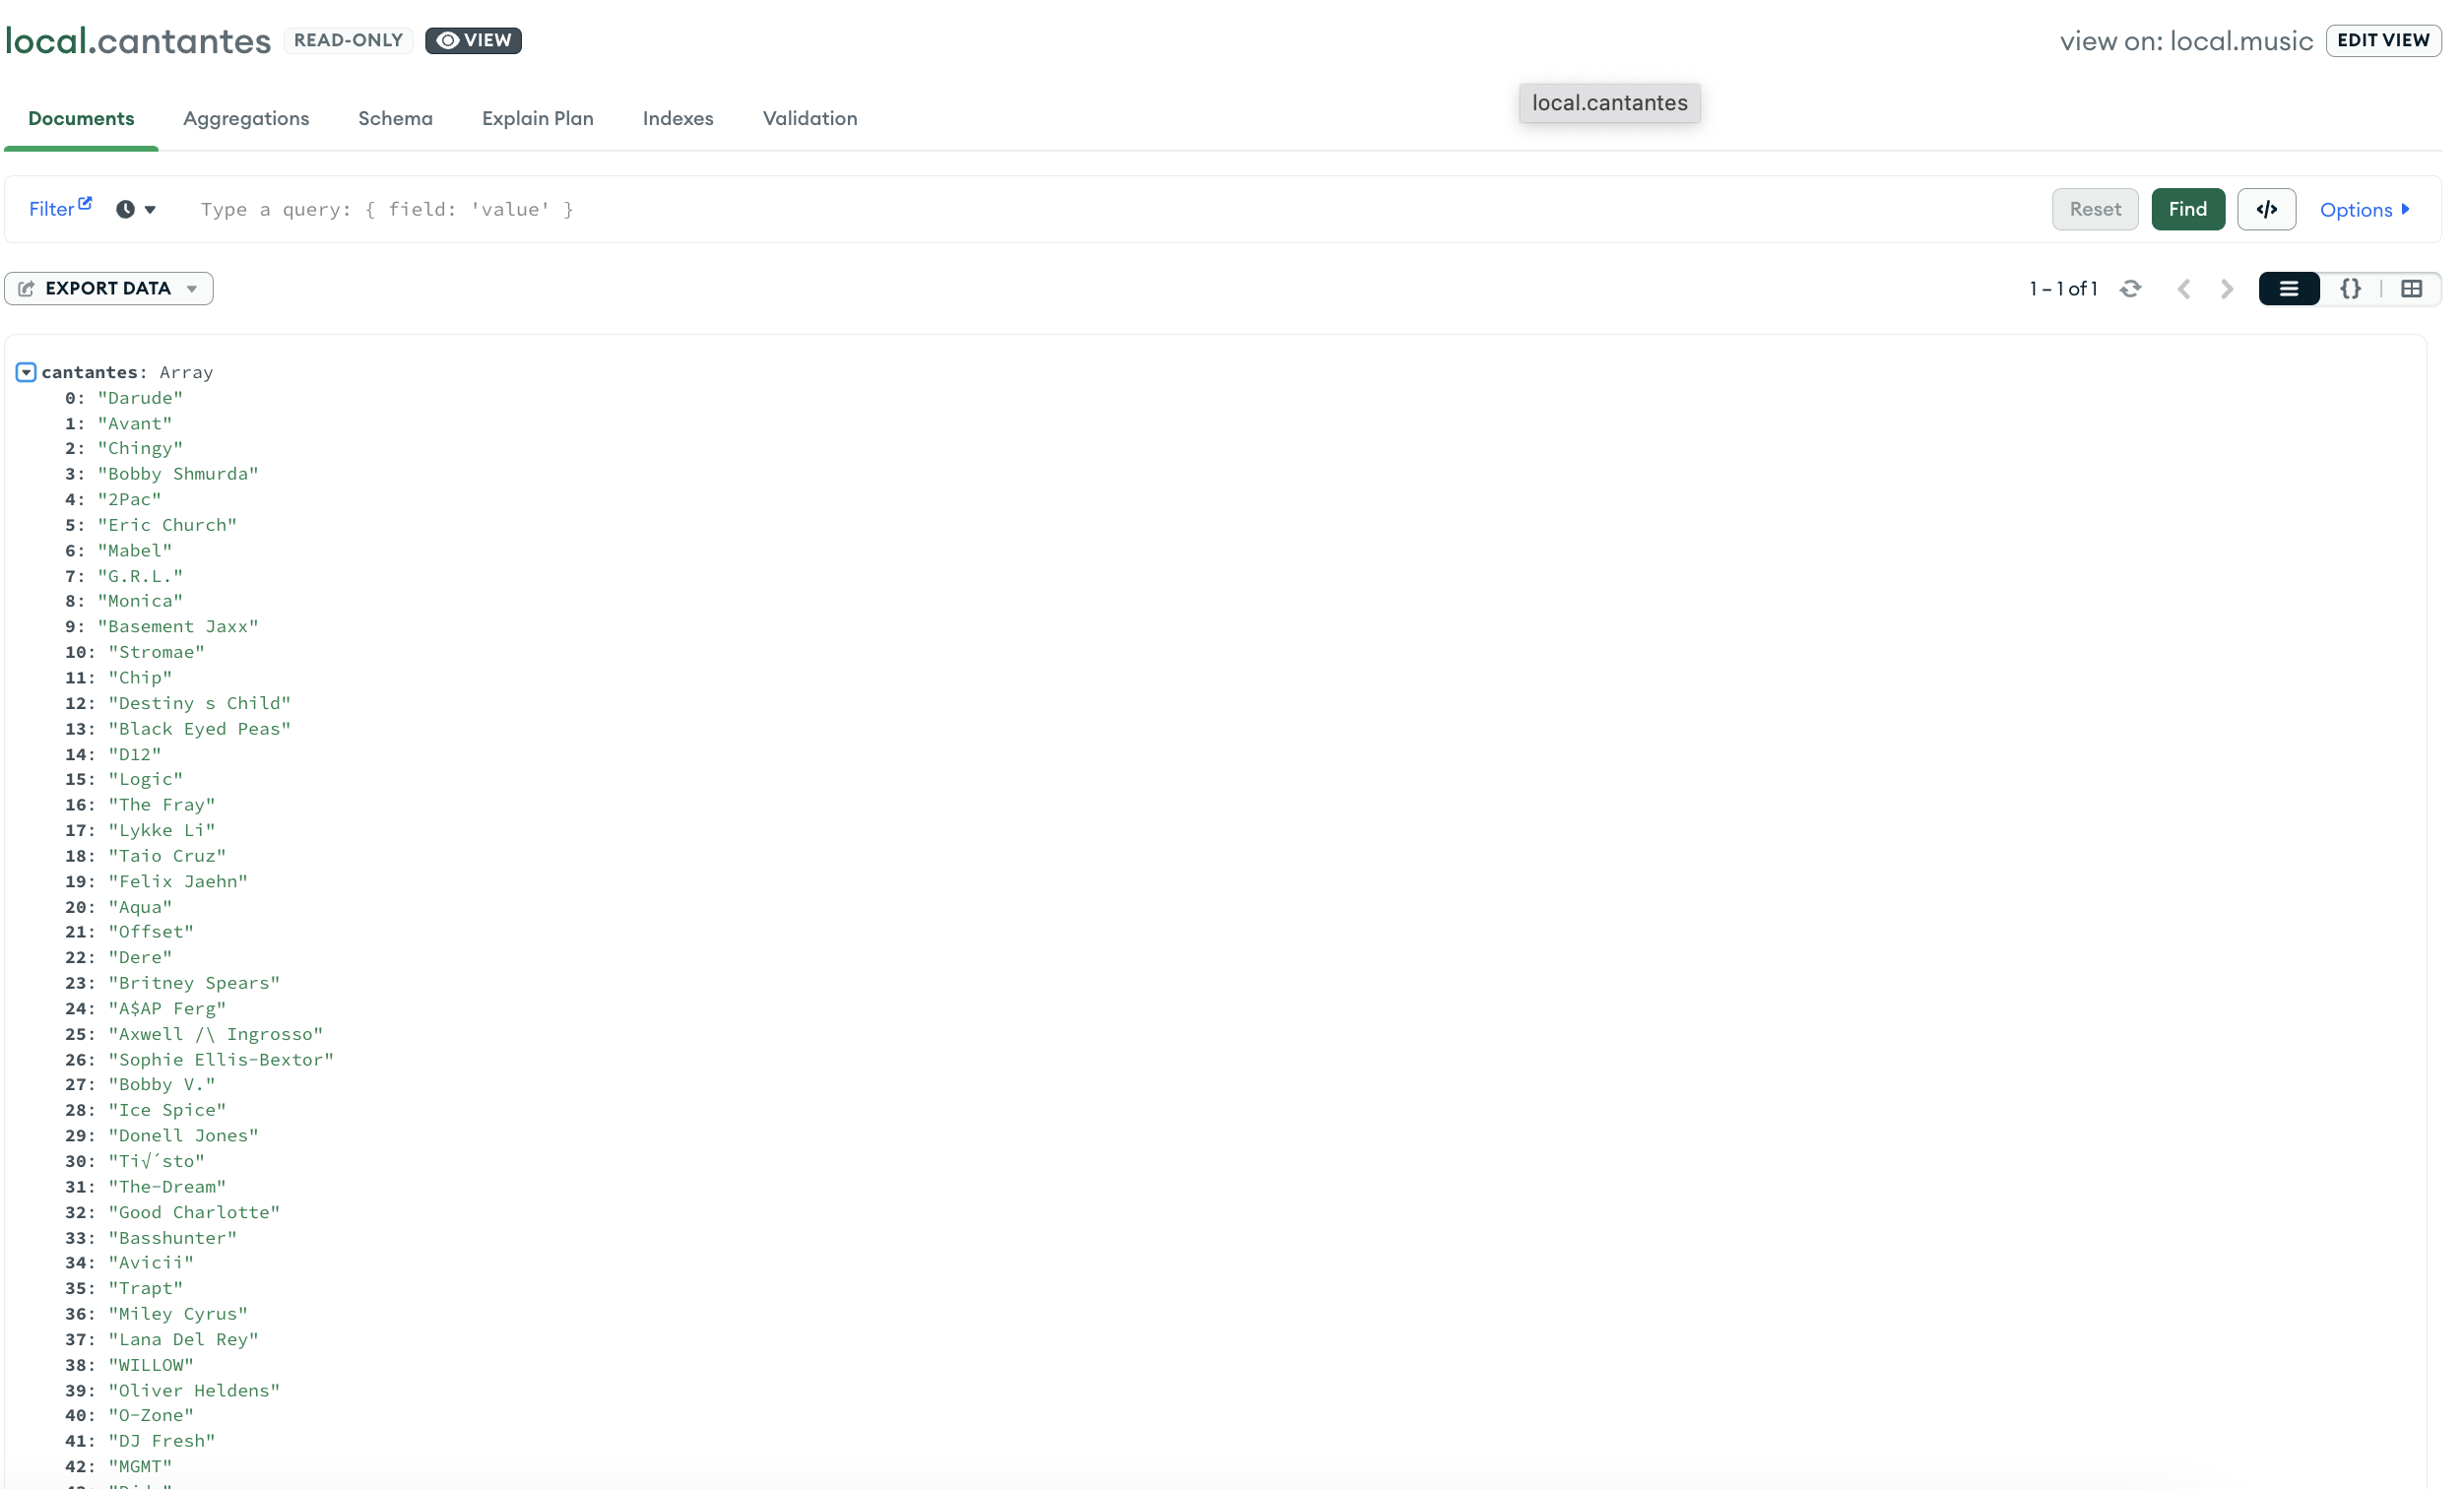 local.cantantes READ-ONLY VIEW view on: local.music EDIT VIEW
local.cantantes
Documents Aggregations Schema Explain Plan Indexes Validation
Filter Type a query: { field: 'value' } Reset Find </> Options
EXPORT DATA 1 – 1 of 1 {}
cantantes: Array
0: "Darude"
1: "Avant"
2: "Chingy"
3: "Bobby Shmurda"
4: "2Pac"
5: "Eric Church"
6: "Mabel"
7: "G.R.L."
8: "Monica"
9: "Basement Jaxx"
10: "Stromae"
11: "Chip"
12: "Destiny s Child"
13: "Black Eyed Peas"
14: "D12"
15: "Logic"
16: "The Fray"
17: "Lykke Li"
18: "Taio Cruz"
19: "Felix Jaehn"
20: "Aqua"
21: "Offset"
22: "Dere"
23: "Britney Spears"
24: "A$AP Ferg"
25: "Axwell /\ Ingrosso"
26: "Sophie Ellis-Bextor"
27: "Bobby V."
28: "Ice Spice"
29: "Donell Jones"
30: "Ti√´sto"
31: "The-Dream"
32: "Good Charlotte"
33: "Basshunter"
34: "Avicii"
35: "Trapt"
36: "Miley Cyrus"
37: "Lana Del Rey"
38: "WILLOW"
39: "Oliver Heldens"
40: "O-Zone"
41: "DJ Fresh"
42: "MGMT"